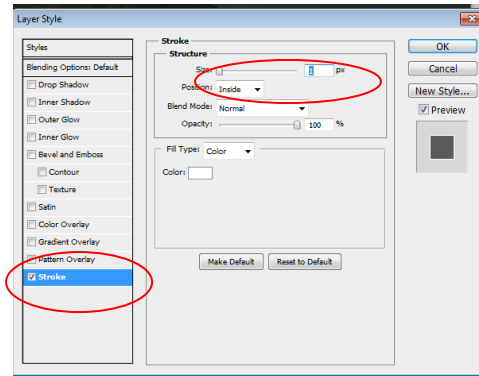 Layer Style
Styles
Blending Options: Default
Drop Shadow
Inner Shadow
Outer Glow
Inner Glow
Bevel and Emboss
Contour
Texture
Satin
Color Overlay
Gradient Overlay
Pattern Overlay
Stroke
Stroke
Structure
Size: 1 px
Position: Inside
Blend Mode: Normal
Opacity: 100 %
Fill Type: Color
Color:
Make Default Reset to Default
OK
Cancel
New Style...
Preview